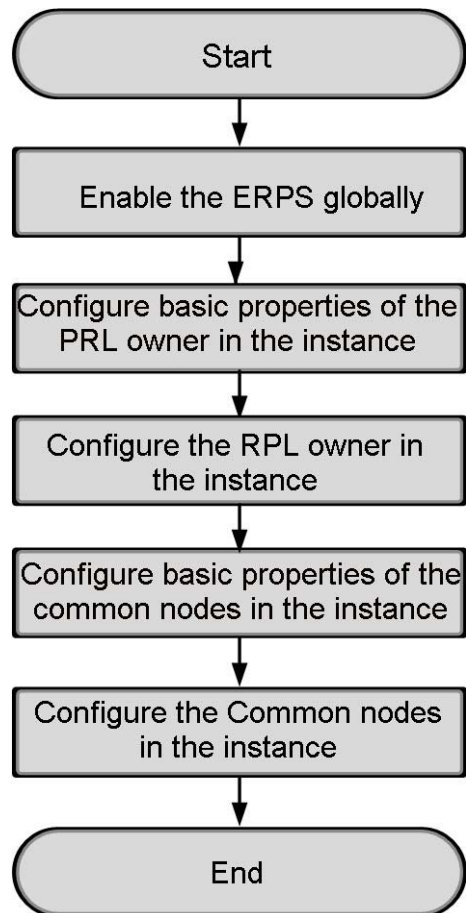 Start
Enable the ERPS globally
Configure basic properties of the
PRL owner in the instance
Configure the RPL owner in
the instance
Configure basic properties of the
common nodes in the instance
Configure the Common nodes
in the instance
End